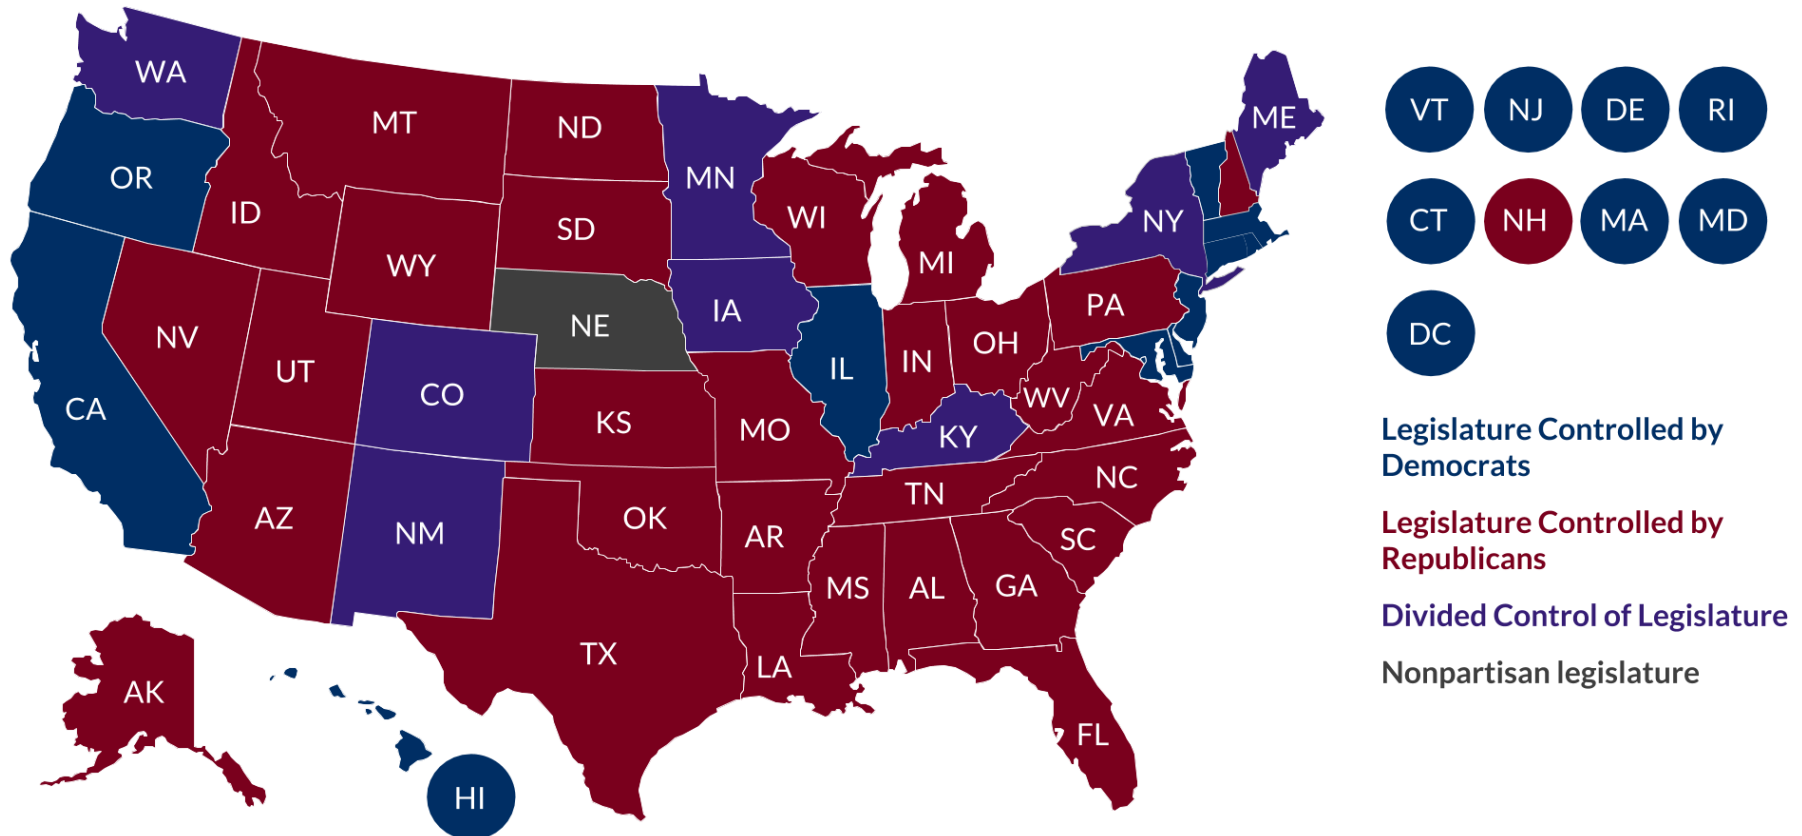 WA
MT
ND
MN
ME
VT
NJ
DE
RI
OR
ID
SD
WI
NY
CT
NH
MA
MD
WY
MI
NV
UT
CO
NE
IA
IL
IN
OH
PA
DC
CA
KS
MO
KY
WV
VA
Legislature Controlled by
Democrats
AZ
NM
OK
AR
TN
NC
SC
Legislature Controlled by
Republicans
MS
AL
GA
Divided Control of Legislature
TX
LA
Nonpartisan legislature
AK
FL
HI